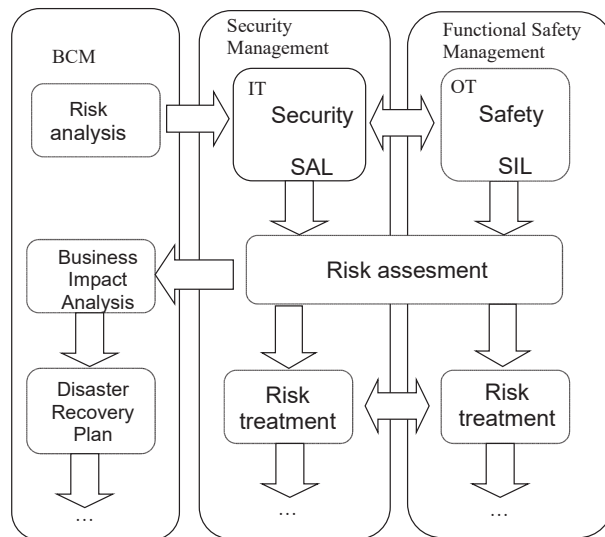 BCM
Risk
analysis
Business
Impact
Analysis
Disaster
Recovery
Plan
…
Security
Management
IT
Security
SAL
Functional Safety
Management
OT
Safety
SIL
Risk assesment
Risk
treatment
…
Risk
treatment
…